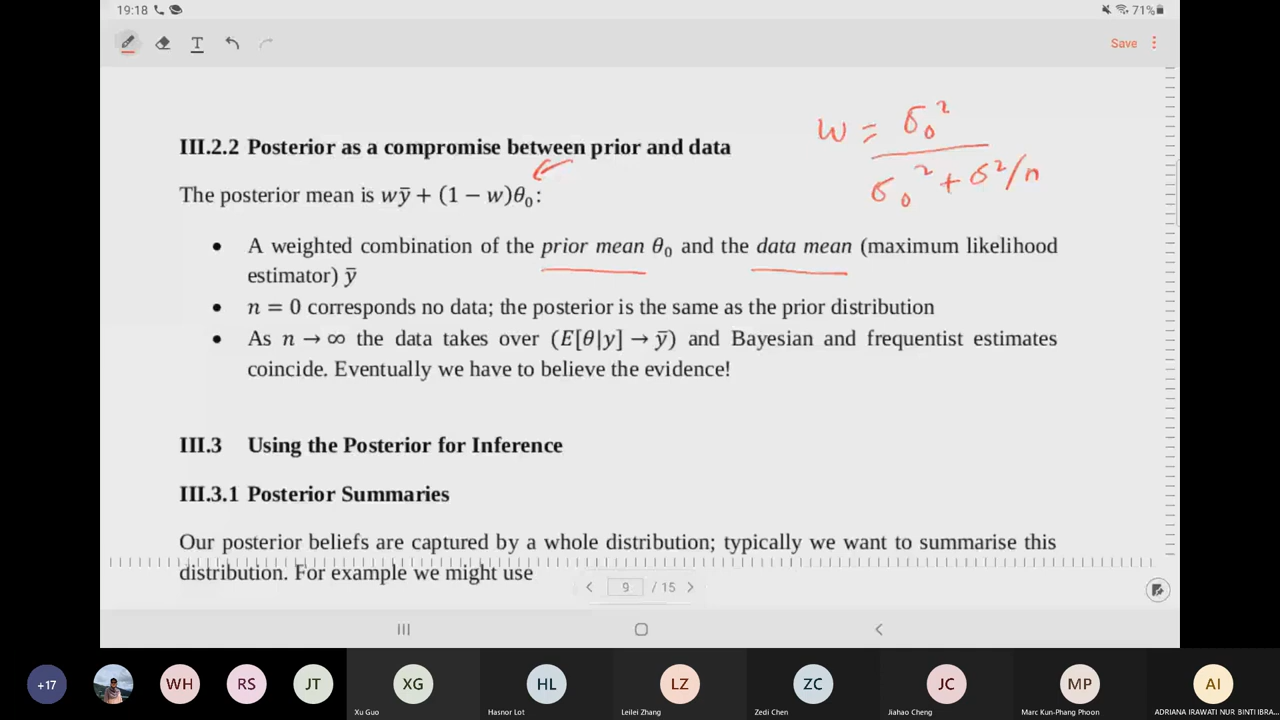 19:18
71%
Save
w = σ₀² / (σ₀² + σ²/n)
III.2.2 Posterior as a compromise between prior and data
The posterior mean is wȳ + (1 − w)θ₀:
• A weighted combination of the prior mean θ₀ and the data mean (maximum likelihood
estimator) ȳ
• n = 0 corresponds no data; the posterior is the same as the prior distribution
• As n → ∞ the data takes over (E[θ|y] → ȳ) and Bayesian and frequentist estimates
coincide. Eventually we have to believe the evidence!
III.3 Using the Posterior for Inference
III.3.1 Posterior Summaries
Our posterior beliefs are captured by a whole distribution; typically we want to summarise this
distribution. For example we might use
9 / 15
+17 WH RS JT XG HL LZ ZC JC MP AI
Xu Guo Hasnor Lot Leilei Zhang Zedi Chen Jiahao Cheng Marc Kun-Phang Phoon ADRIANA IRAWATI NUR BINTI IBRA...